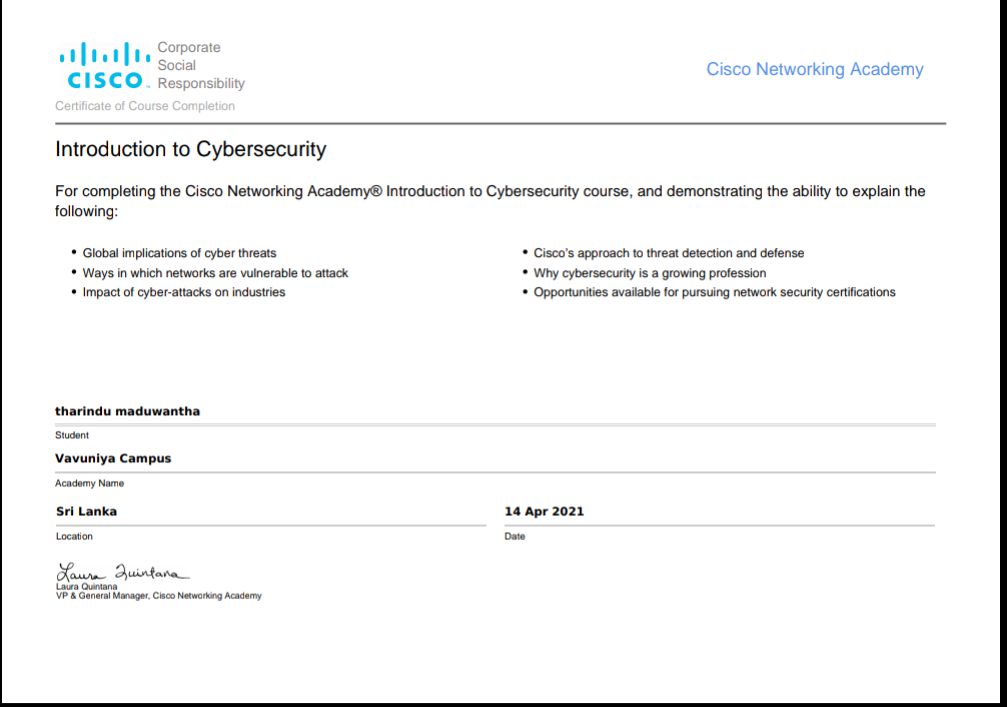 Corporate
Social
CISCO Responsibility
Cisco Networking Academy
Certificate of Course Completion
Introduction to Cybersecurity
For completing the Cisco Networking Academy® Introduction to Cybersecurity course, and demonstrating the ability to explain the
following:
• Global implications of cyber threats
• Ways in which networks are vulnerable to attack
• Impact of cyber-attacks on industries
• Cisco's approach to threat detection and defense
• Why cybersecurity is a growing profession
• Opportunities available for pursuing network security certifications
tharindu maduwantha
Student
Vavuniya Campus
Academy Name
Sri Lanka
Location
14 Apr 2021
Date
Laura Quintana
Laura Quintana
VP & General Manager, Cisco Networking Academy